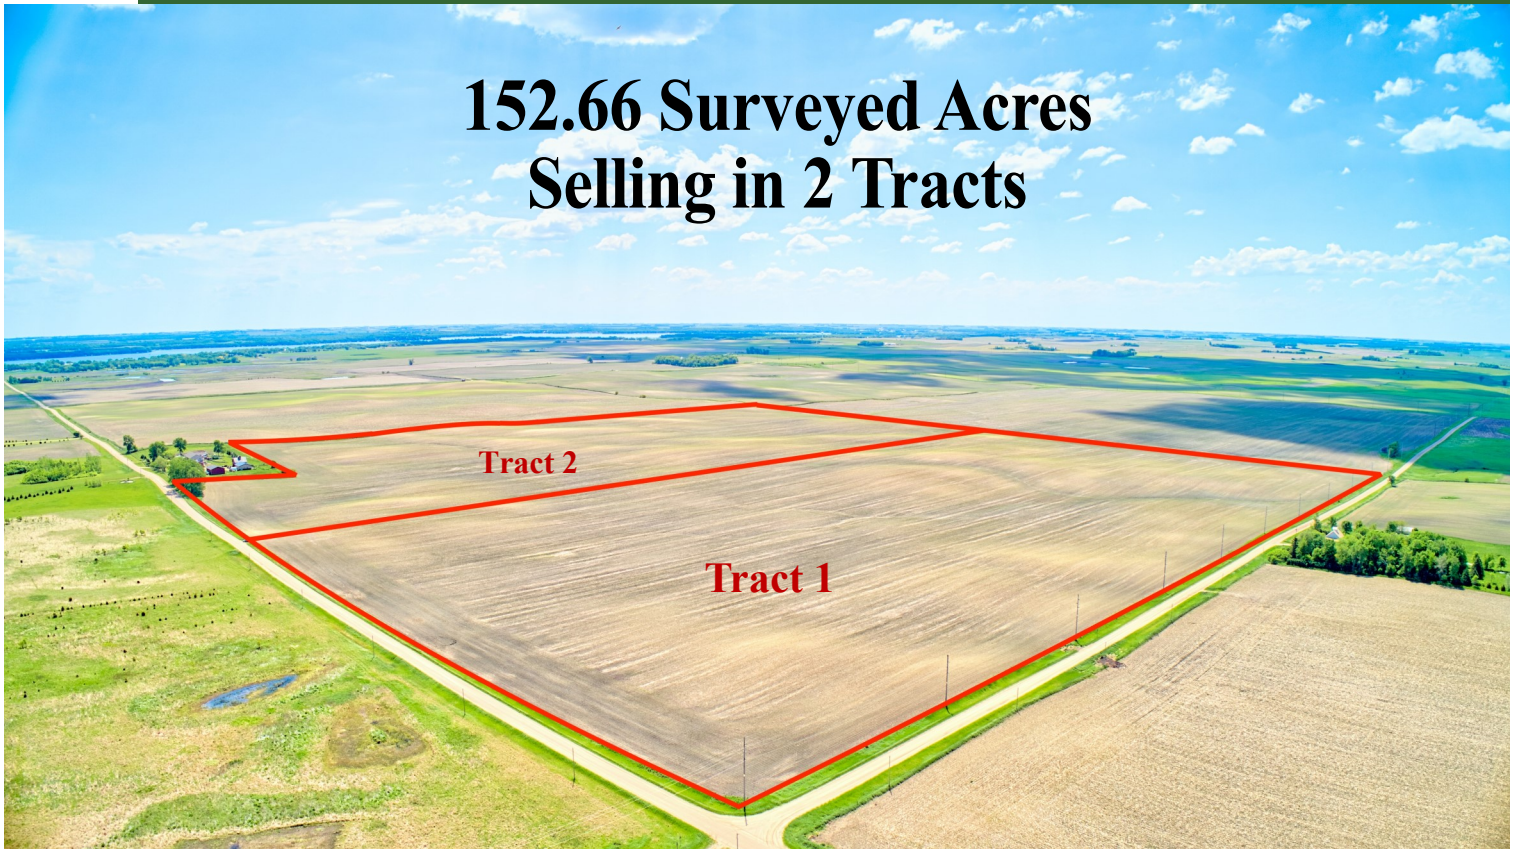 152.66 Surveyed Acres
Selling in 2 Tracts
Tract 2
Tract 1